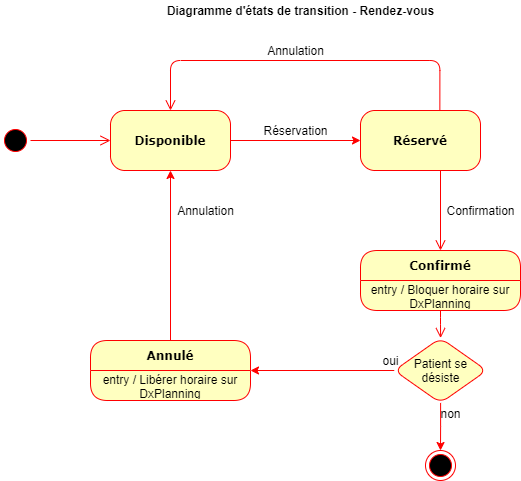 Diagramme d'états de transition - Rendez-vous
Annulation
Disponible
Réservation
Réservé
Annulation
Confirmation
Confirmé
entry / Bloquer horaire sur
DxPlanning
Annulé
entry / Libérer horaire sur
DxPlanning
oui
Patient se
désiste
non